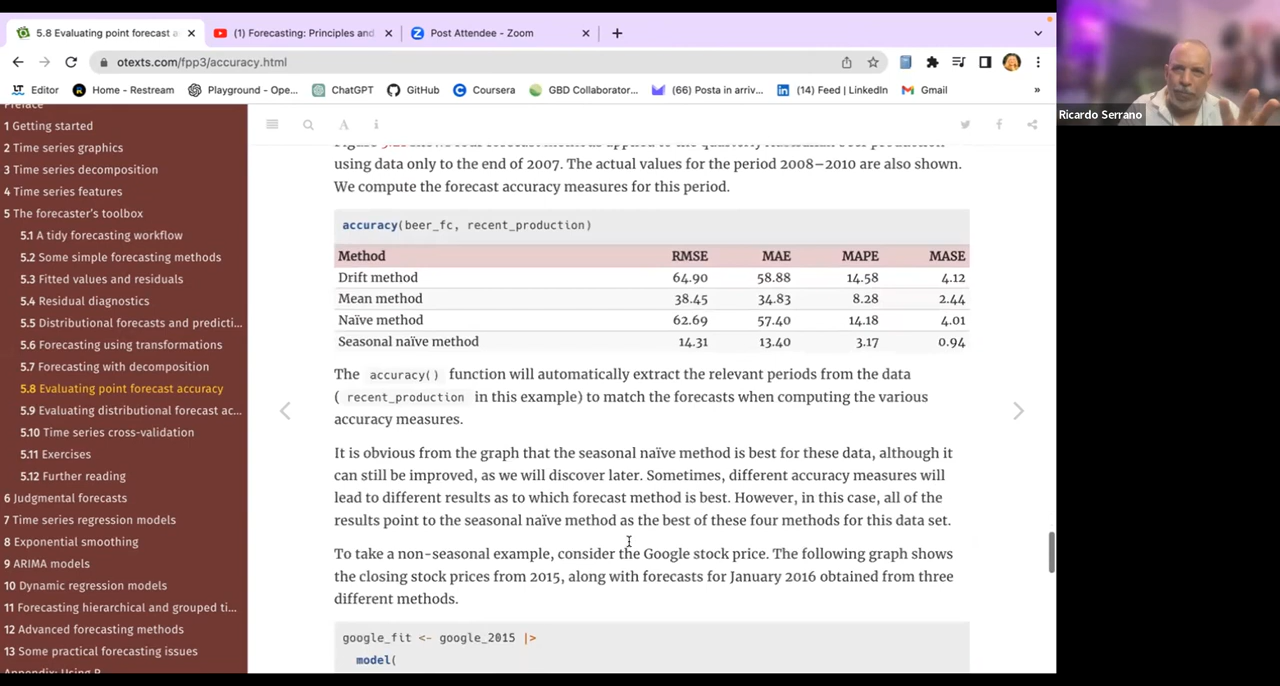 5.8 Evaluating point forecast a
(1) Forecasting: Principles and
Post Attendee - Zoom
otexts.com/fpp3/accuracy.html
Editor
Home - Restream
Playground - Ope...
ChatGPT
GitHub
Coursera
GBD Collaborator...
(66) Posta in arriv...
(14) Feed | LinkedIn
Gmail
»
Ricardo Serrano
Preface
1 Getting started
2 Time series graphics
3 Time series decomposition
4 Time series features
5 The forecaster's toolbox
5.1 A tidy forecasting workflow
5.2 Some simple forecasting methods
5.3 Fitted values and residuals
5.4 Residual diagnostics
5.5 Distributional forecasts and predicti...
5.6 Forecasting using transformations
5.7 Forecasting with decomposition
5.8 Evaluating point forecast accuracy
5.9 Evaluating distributional forecast ac...
5.10 Time series cross-validation
5.11 Exercises
5.12 Further reading
6 Judgmental forecasts
7 Time series regression models
8 Exponential smoothing
9 ARIMA models
10 Dynamic regression models
11 Forecasting hierarchical and grouped ti...
12 Advanced forecasting methods
13 Some practical forecasting issues
Appendix: Using R
using data only to the end of 2007. The actual values for the period 2008–2010 are also shown.
We compute the forecast accuracy measures for this period.
accuracy(beer_fc, recent_production)
Method RMSE MAE MAPE MASE
Drift method 64.90 58.88 14.58 4.12
Mean method 38.45 34.83 8.28 2.44
Naïve method 62.69 57.40 14.18 4.01
Seasonal naïve method 14.31 13.40 3.17 0.94
The accuracy() function will automatically extract the relevant periods from the data
( recent_production in this example) to match the forecasts when computing the various
accuracy measures.
It is obvious from the graph that the seasonal naïve method is best for these data, although it
can still be improved, as we will discover later. Sometimes, different accuracy measures will
lead to different results as to which forecast method is best. However, in this case, all of the
results point to the seasonal naïve method as the best of these four methods for this data set.
To take a non-seasonal example, consider the Google stock price. The following graph shows
the closing stock prices from 2015, along with forecasts for January 2016 obtained from three
different methods.
google_fit <- google_2015 |>
model(